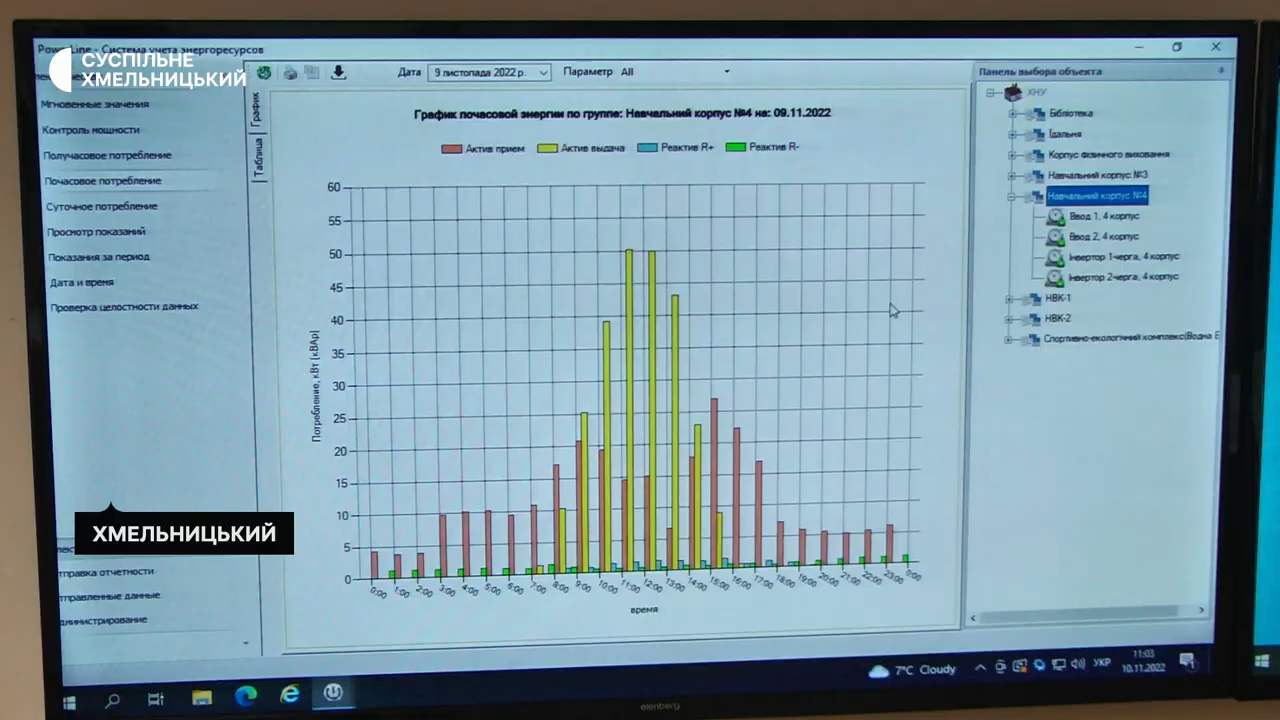 PowerLine - Система учета энергоресурсов
СУСПІЛЬНЕ
ХМЕЛЬНИЦЬКИЙ
Мгновенные значения
Контроль мощности
Получасовое потребление
Почасовое потребление
Суточное потребление
Просмотр показаний
Показания за период
Дата и время
Проверка целостности данных
График
Таблица
Дата 9 листопада 2022 р. Параметр All
График почасовой энергии по группе: Навчальний корпус №4 на: 09.11.2022
Актив прием Актив выдача Реактив R+ Реактив R-
Потребление, кВт (кВАр)
60
55
50
45
40
35
30
25
20
15
10
5
0
0:00 1:00 2:00 3:00 4:00 5:00 6:00 7:00 8:00 9:00 10:00 11:00 12:00 13:00 14:00 15:00 16:00 17:00 18:00 19:00 20:00 21:00 22:00 23:00 0:00
время
Панель выбора объекта
ХНУ
Бібліотека
Їдальня
Корпус фізичного виховання
Навчальний корпус №3
Навчальний корпус №4
Ввод 1, 4 корпус
Ввод 2, 4 корпус
Інвертор 1черга, 4 корпус
Інвертор 2черга, 4 корпус
НВК-1
НВК-2
Спортивно-екологічний комплекс(Водна Б
ХМЕЛЬНИЦЬКИЙ
тправка отчетности
тправленные данные
дминистрирование
7°C Cloudy
УКР
11:03
10.11.2022
elenberg